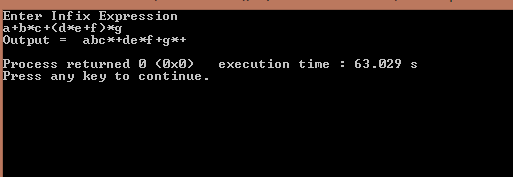 Enter Infix Expression
a+b*c+(d*e+f)*g
Output =  abc*+de*f+g*+
Process returned 0 (0x0)   execution time : 63.029 s
Press any key to continue.